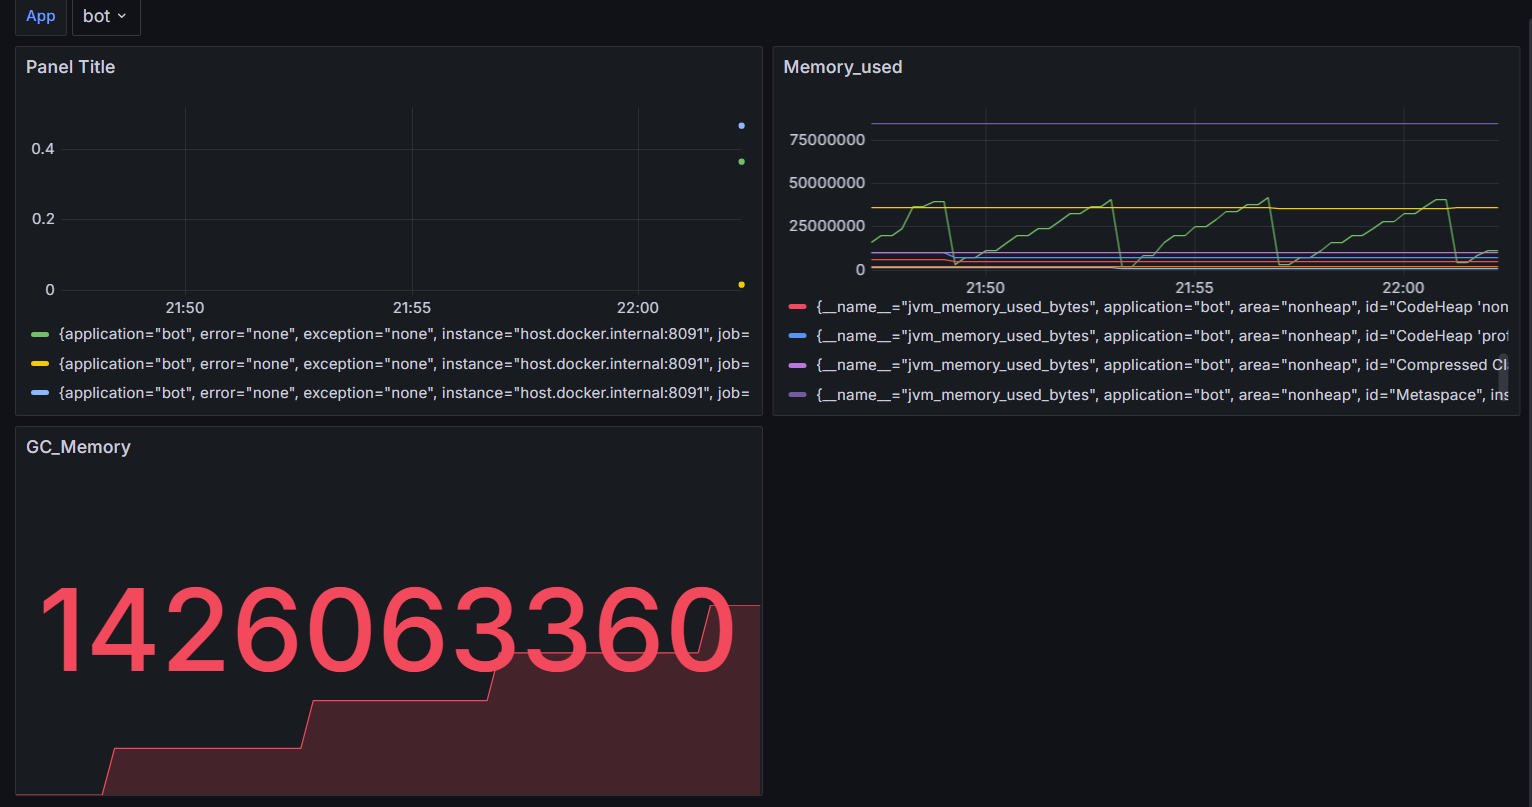 App
bot
Panel Title
0.4
0.2
0
21:50
21:55
22:00
{application="bot", error="none", exception="none", instance="host.docker.internal:8091", job=
{application="bot", error="none", exception="none", instance="host.docker.internal:8091", job=
{application="bot", error="none", exception="none", instance="host.docker.internal:8091", job=
Memory_used
75000000
50000000
25000000
0
21:50
21:55
22:00
{__name__="jvm_memory_used_bytes", application="bot", area="nonheap", id="CodeHeap 'non
{__name__="jvm_memory_used_bytes", application="bot", area="nonheap", id="CodeHeap 'prof
{__name__="jvm_memory_used_bytes", application="bot", area="nonheap", id="Compressed Cl
{__name__="jvm_memory_used_bytes", application="bot", area="nonheap", id="Metaspace", ins
GC_Memory
1426063360